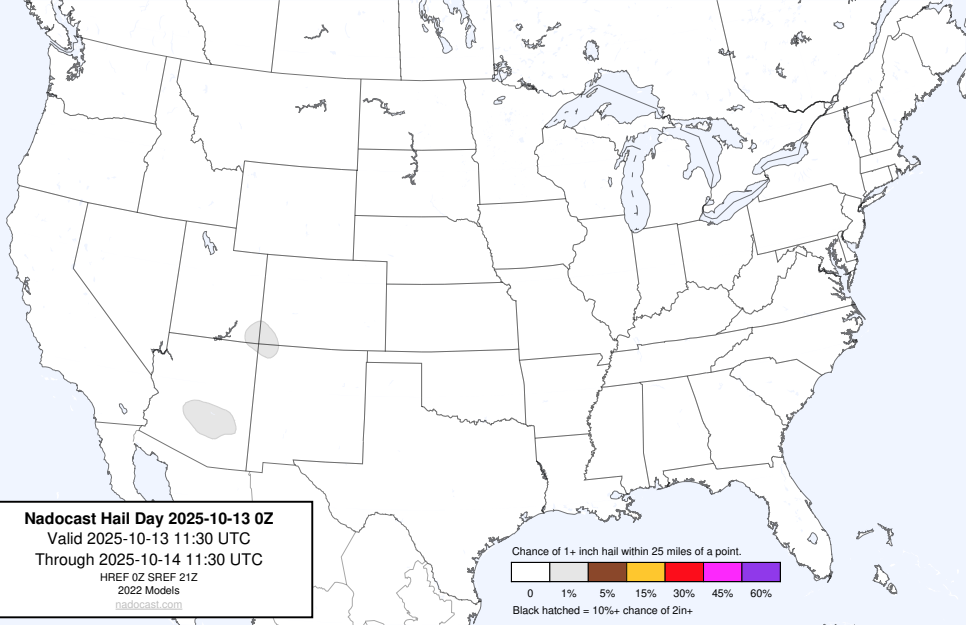 Nadocast Hail Day 2025-10-13 0Z
Valid 2025-10-13 11:30 UTC
Through 2025-10-14 11:30 UTC
HREF 0Z SREF 21Z
2022 Models
nadocast.com
Chance of 1+ inch hail within 25 miles of a point.
0 1% 5% 15% 30% 45% 60%
Black hatched = 10%+ chance of 2in+